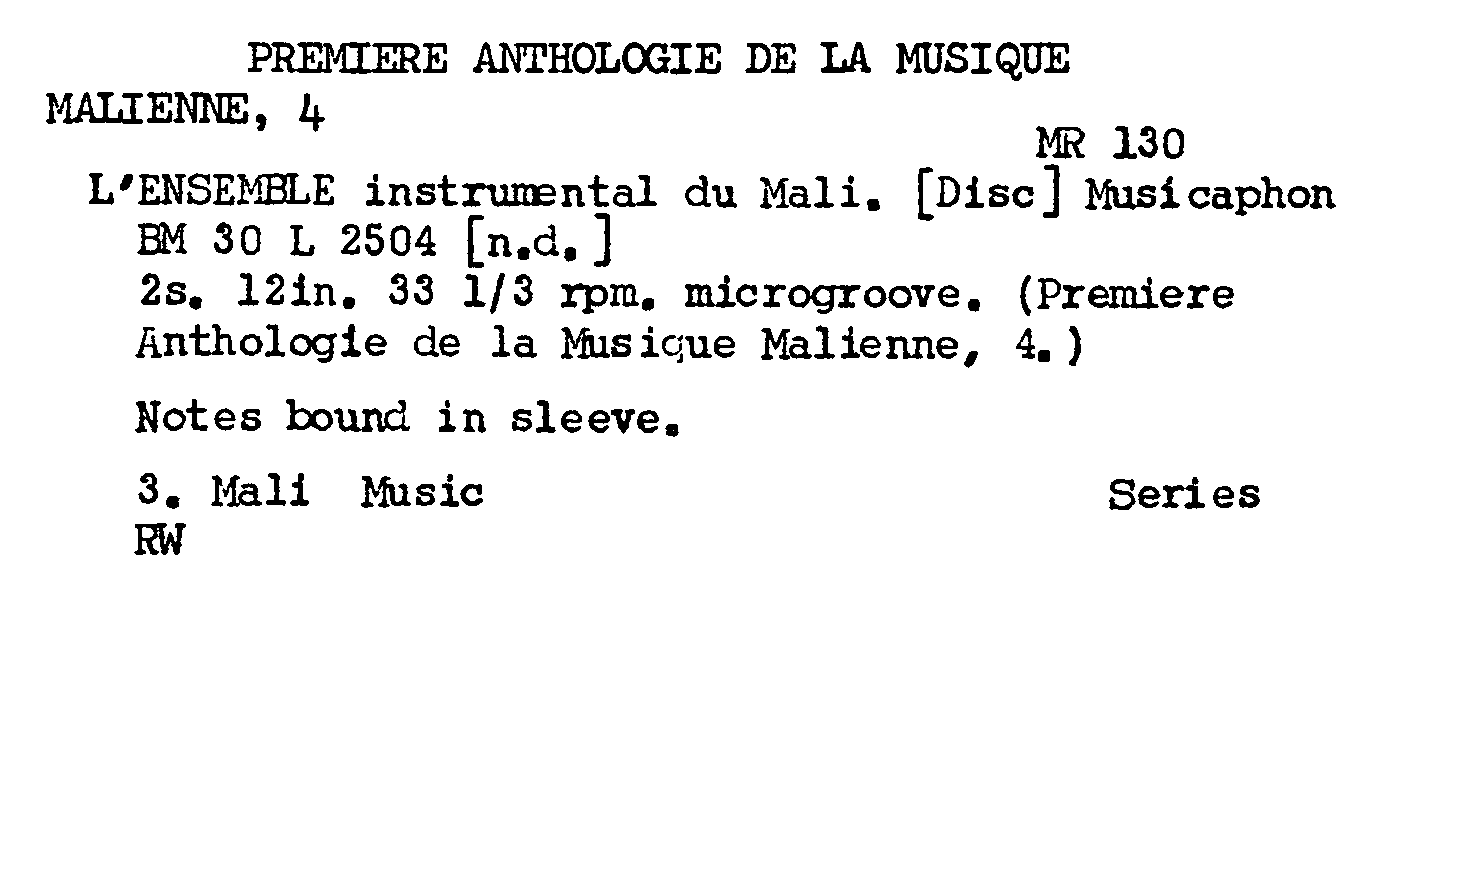 PREMIERE ANTHOLOGIE DE LA MUSIQUE
MALIENNE, 4
MR 130
L'ENSEMBLE instrumental du Mali. [Disc] Musicaphon
BM 30 L 2504 [n.d.]
2s. 12in. 33 1/3 rpm. microgroove. (Premiere
Anthologie de la Musique Malienne, 4.)
Notes bound in sleeve.
3. Mali Music Series
RW